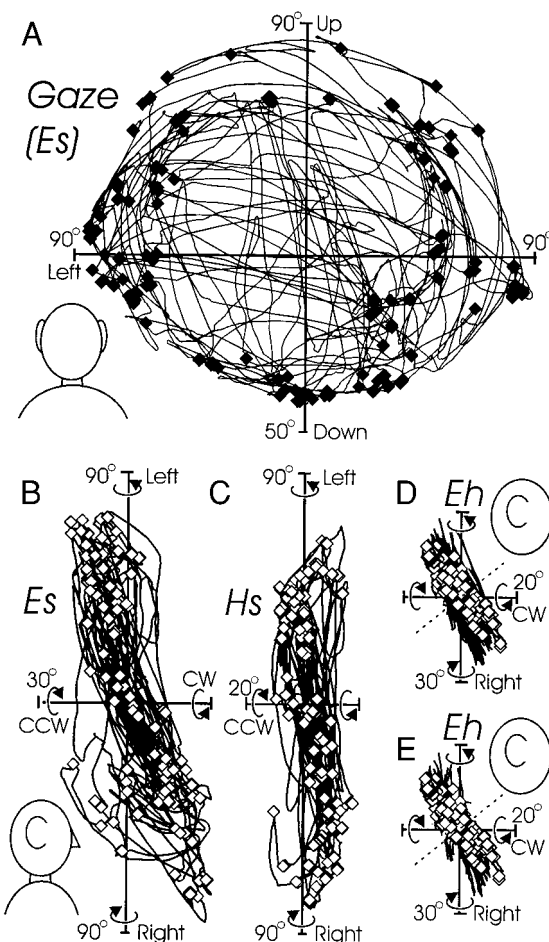 A
90° Up
Gaze
(Es)
90°
Left
90°
50° Down
B
90° Left
Es
30°
CCW
CW
90° Right
C
90° Left
Hs
20°
CCW
90° Right
D
Eh
20°
CW
30° Right
E
Eh
20°
CW
30° Right